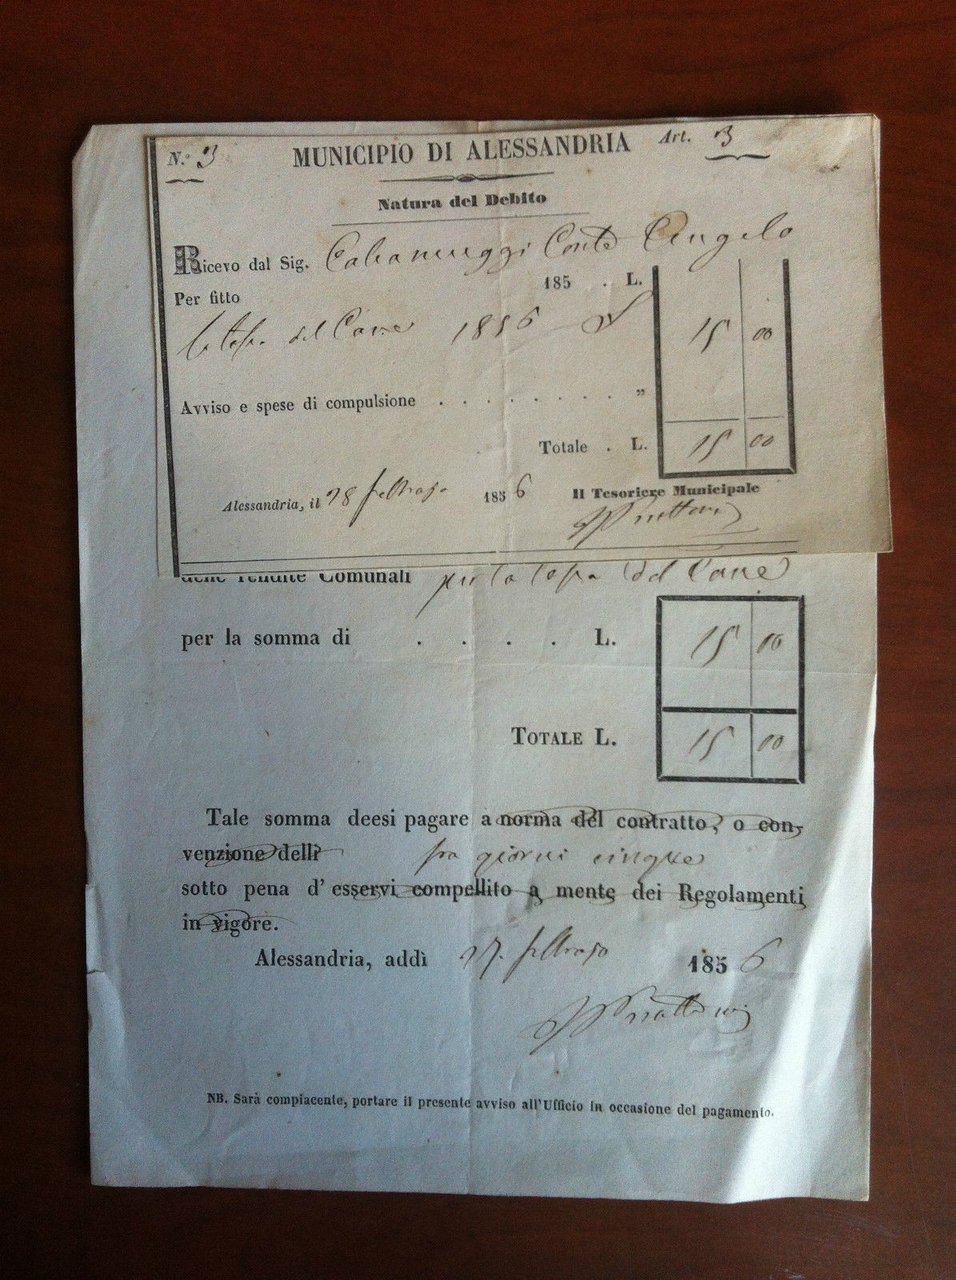 N.º 3 MUNICIPIO DI ALESSANDRIA Art. 3
Natura del Debito
Ricevo dal Sig. Conte Angelo
Per fitto 185 . L.
la tassa del Cane 1856 15 00
Avviso e spese di compulsione . . . . . . . . . "
Totale . L. 15 00
Alessandria, il 28 febbrajo 1856 Il Tesoriere Municipale
delle rendite Comunali per la tassa del Cane
per la somma di . . . . L. 15 00
TOTALE L. 15 00
Tale somma deesi pagare a norma del contratto, o con-
venzione delli fra giorni cinque
sotto pena d'esservi compellito a mente dei Regolamenti
in vigore.
Alessandria, addì 27. febbrajo 1856
NB. Sarà compiacente, portare il presente avviso all'Ufficio in occasione del pagamento.